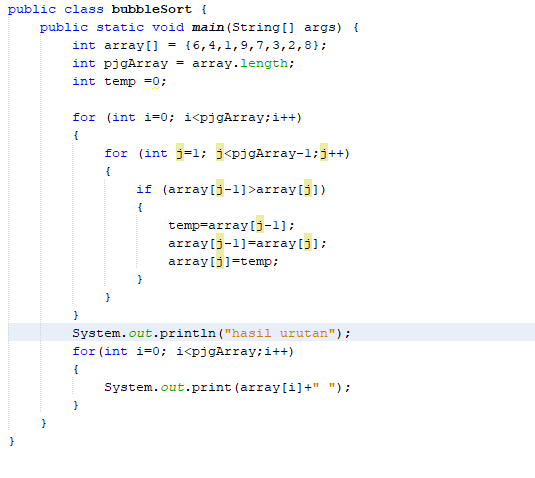 public class bubbleSort {
public static void main(String[] args) {
int array[] = {6,4,1,9,7,3,2,8};
int pjgArray = array.length;
int temp =0;
for (int i=0; i<pjgArray;i++)
{
for (int j=1; j<pjgArray-1;j++)
{
if (array[j-1]>array[j])
{
temp=array[j-1];
array[j-1]=array[j];
array[j]=temp;
}
}
}
System.out.println("hasil urutan");
for(int i=0; i<pjgArray;i++)
{
System.out.print(array[i]+" ");
}
}
}